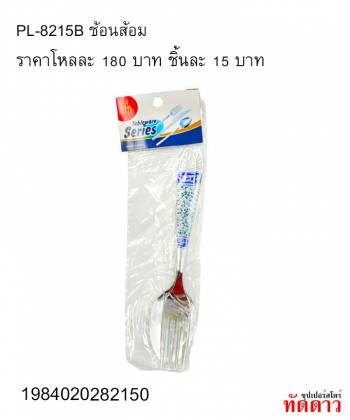 PL-8215B ช้อนส้อม
ราคาโหลละ 180 บาท ชิ้นละ 15 บาท
Tableware
Series
1984020282150
ซุปเปอร์สโตร์
ทัดดาว